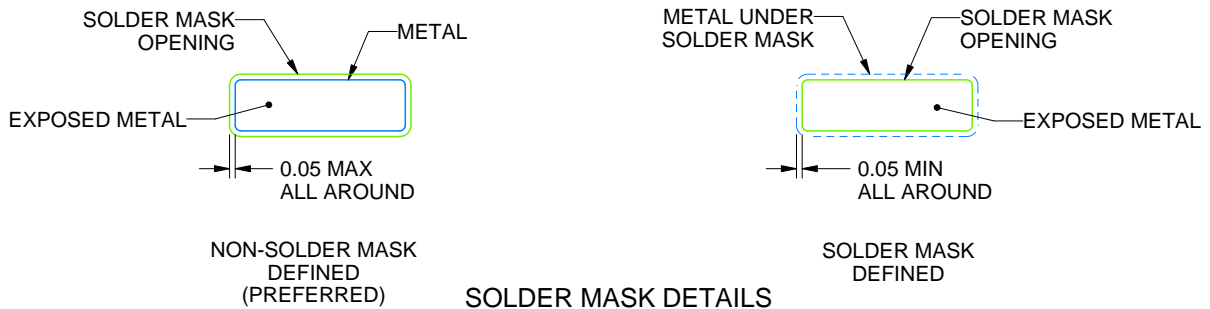 SOLDER MASK
OPENING
METAL
EXPOSED METAL
0.05 MAX
ALL AROUND
NON-SOLDER MASK
DEFINED
(PREFERRED)
METAL UNDER
SOLDER MASK
SOLDER MASK
OPENING
EXPOSED METAL
0.05 MIN
ALL AROUND
SOLDER MASK
DEFINED
SOLDER MASK DETAILS